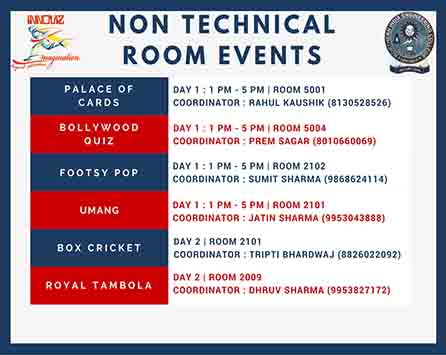 INNOVIZ
NON TECHNICAL
ROOM EVENTS
PALACE OF
CARDS
DAY 1 : 1 PM - 5 PM | ROOM 5001
COORDINATOR : RAHUL KAUSHIK (8130528526)
BOLLYWOOD
QUIZ
DAY 1 : 1 PM - 5 PM | ROOM 5004
COORDINATOR : PREM SAGAR (8010660069)
FOOTSY POP
DAY 1 : 1 PM - 5 PM | ROOM 2102
COORDINATOR : SUMIT SHARMA (9868624114)
UMANG
DAY 1 : 1 PM - 5 PM | ROOM 2101
COORDINATOR : JATIN SHARMA (9953043888)
BOX CRICKET
DAY 2 | ROOM 2101
COORDINATOR : TRIPTI BHARDWAJ (8826022092)
ROYAL TAMBOLA
DAY 2 | ROOM 2009
COORDINATOR : DHRUV SHARMA (9953827172)